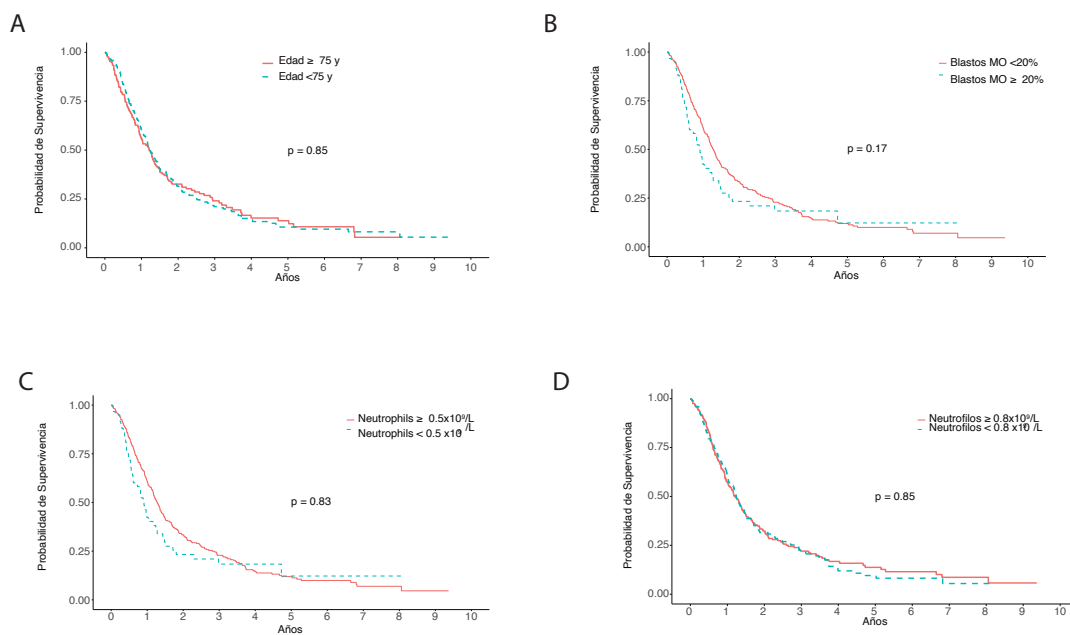 A
Probabilidad de Supervivencia
1.00
0.75
0.50
0.25
0.00
Edad ≥ 75 y
Edad <75 y
p = 0.85
0 1 2 3 4 5 6 7 8 9 10
Años
B
Probabilidad de Supervivencia
1.00
0.75
0.50
0.25
0.00
Blastos MO <20%
Blastos MO ≥ 20%
p = 0.17
0 1 2 3 4 5 6 7 8 9 10
Años
C
Probabilidad de Supervivencia
1.00
0.75
0.50
0.25
0.00
Neutrophils ≥ 0.5x10⁹/L
Neutrophils < 0.5 x10⁹ /L
p = 0.83
0 1 2 3 4 5 6 7 8 9 10
Años
D
Probabilidad de Supervivencia
1.00
0.75
0.50
0.25
0.00
Neutrofilos ≥ 0.8x10⁹/L
Neutrofilos < 0.8 x10⁹ /L
p = 0.85
0 1 2 3 4 5 6 7 8 9 10
Años